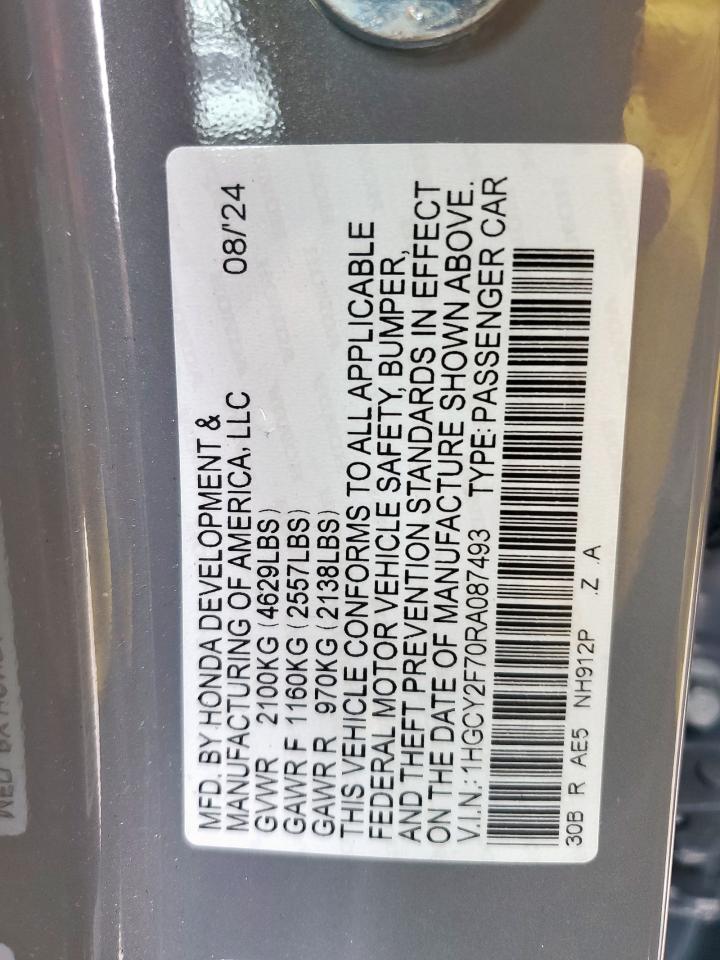 MFD. BY HONDA DEVELOPMENT &
MANUFACTURING OF AMERICA, LLC 08/'24
GVWR 2100KG (4629LBS)
GAWR F 1160KG (2557LBS)
GAWR R 970KG (2138LBS)
THIS VEHICLE CONFORMS TO ALL APPLICABLE
FEDERAL MOTOR VEHICLE SAFETY, BUMPER,
AND THEFT PREVENTION STANDARDS IN EFFECT
ON THE DATE OF MANUFACTURE SHOWN ABOVE.
V.I.N.: 1HGCY2F70RA087493 TYPE: PASSENGER CAR
30B R AE5 NH912P .Z .A